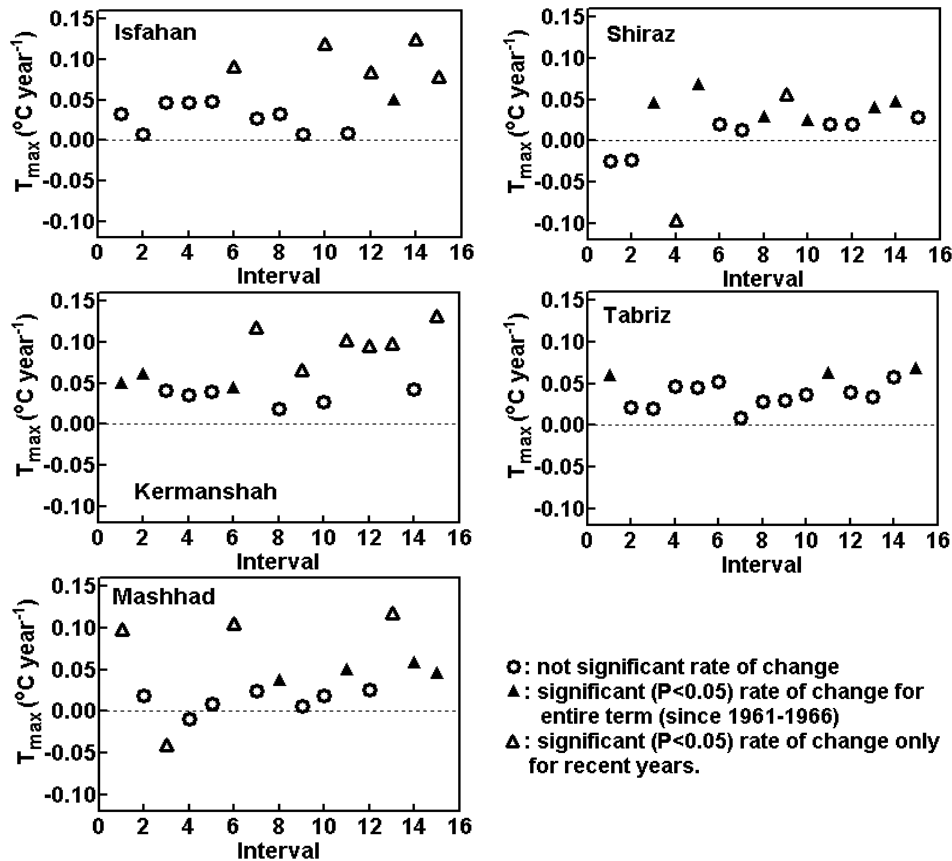 Isfahan
0.15
0.10
0.05
0.00
-0.05
-0.10
T_max (°C year⁻¹)
0 2 4 6 8 10 12 14 16
Interval
Shiraz
0.15
0.10
0.05
0.00
-0.05
-0.10
T_max (°C year⁻¹)
0 2 4 6 8 10 12 14 16
Interval
Kermanshah
0.15
0.10
0.05
0.00
-0.05
-0.10
T_max (°C year⁻¹)
0 2 4 6 8 10 12 14 16
Interval
Tabriz
0.15
0.10
0.05
0.00
-0.05
-0.10
T_max (°C year⁻¹)
0 2 4 6 8 10 12 14 16
Interval
Mashhad
0.15
0.10
0.05
0.00
-0.05
-0.10
T_max (°C year⁻¹)
0 2 4 6 8 10 12 14 16
Interval
: not significant rate of change
: significant (P<0.05) rate of change for
entire term (since 1961-1966)
: significant (P<0.05) rate of change only
for recent years.